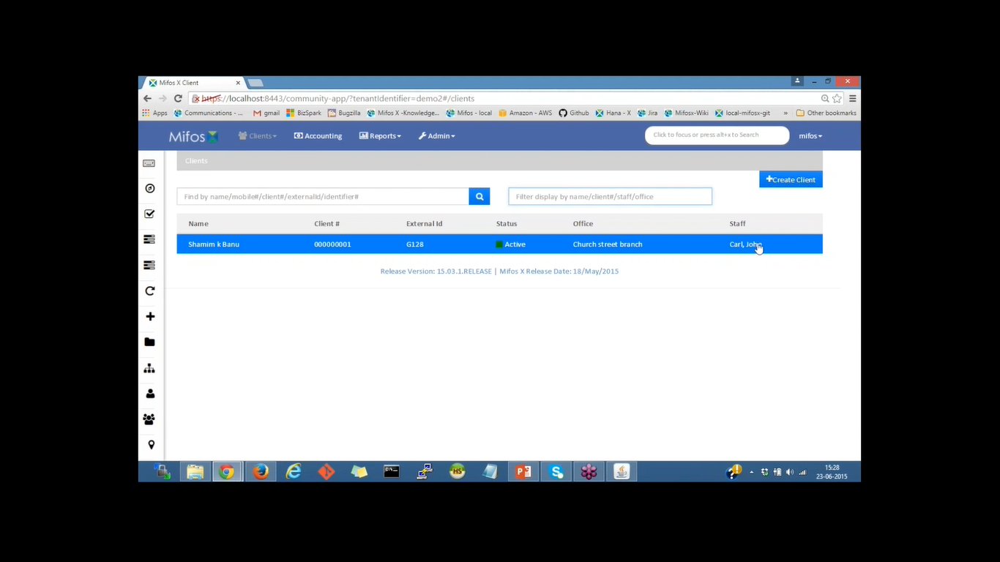 Mifos X Client
https://localhost:8443/community-app/?tenantIdentifier=demo2#/clients
Apps Communications - ... gmail BizSpark Bugzilla Mifos X -Knowledge... Mifos - local Amazon - AWS Github Hana - X Jira Mifosx-Wiki local-mifosx-git » Other bookmarks
Mifos X Clients Accounting Reports Admin Click to focus or press alt+x to Search mifos
Clients
+Create Client
Find by name/mobile#/client#/externalId/identifier# Filter display by name/client#/staff/office
Name Client # External Id Status Office Staff
Shamim k Banu 000000001 G128 Active Church street branch Carl, John
Release Version: 15.03.1.RELEASE | Mifos X Release Date: 18/May/2015
HS
15:28
23-06-2015